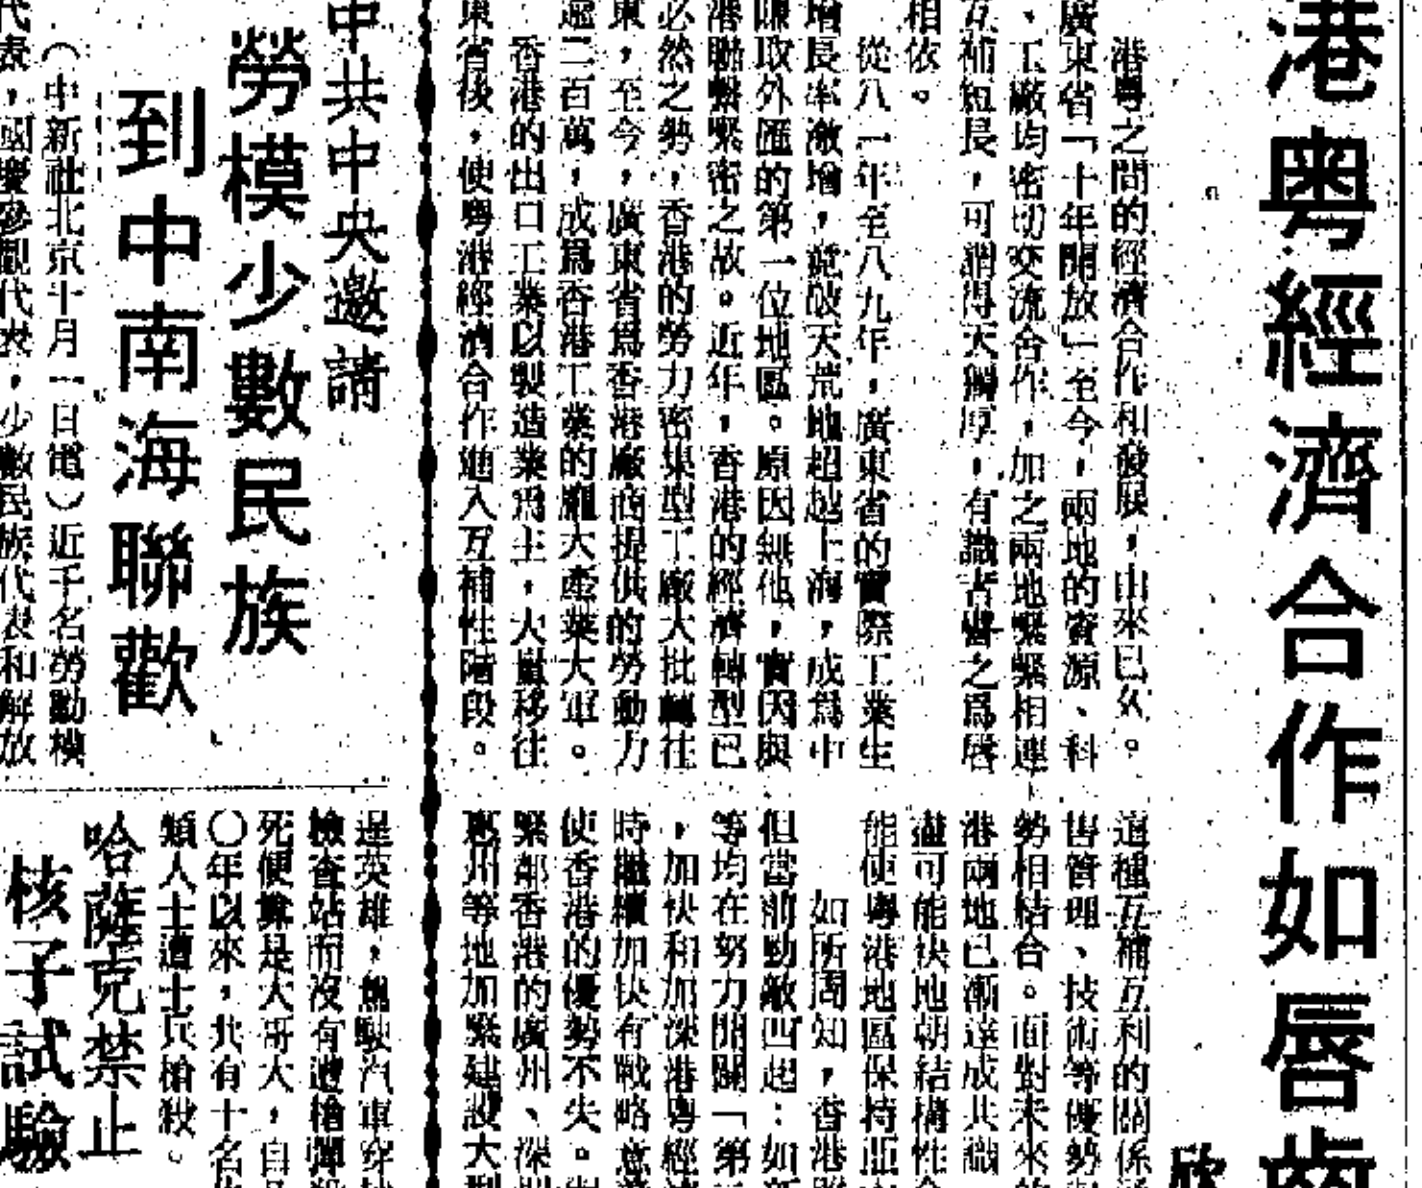 港粵經濟合作如唇齒
欣
港粵之間的經濟合作和發展，由來已久。
廣東省「十年開放」至今，兩地的資源、科
、工廠均密切交流合作，加之兩地緊緊相連
互補短長，可謂得天獨厚，有識者譽之爲唇
相依。
從八一年至八九年，廣東省的實際工業生
增長率激增，竟破天荒地超越上海，成爲中
賺取外匯的第一位地區。原因無他，實因與
港聯繫緊密之故。近年，香港的經濟轉型已
必然之勢，香港的勞力密集型工廠大批轉往
東，至今，廣東省爲香港廠商提供的勞動力
逾二百萬，成爲香港工業的龐大產業大軍。
香港的出口工業以製造業爲主，大量移往
東省後，使粵港經濟合作進入互補性階段。
這種互補互利的關係
售管理、技術等優勢
勢相結合。面對未來的
港兩地已漸達成共識
盡可能快地朝結構性合
能使粵港地區保持亞
如所周知，香港
但當前勁敵四起：如新
等均在努力開闢「第二
，加快和加深港粵經濟
時繼續加快有戰略意
使香港的優勢不失。
緊鄰香港的廣州、深圳
惠州等地加緊建設大型
中共中央邀請
勞模少數民族
到中南海聯歡
（中新社北京十月一日電）近千名勞動模
代表，國慶參觀代表，少數民族代表和解放
逞英雄，無駛汽車穿
檢查站而沒有遭槍彈
死便算是大哥大，自
〇年以來，共有十名
類人士遭士兵槍殺。
哈薩克禁止
核子試驗